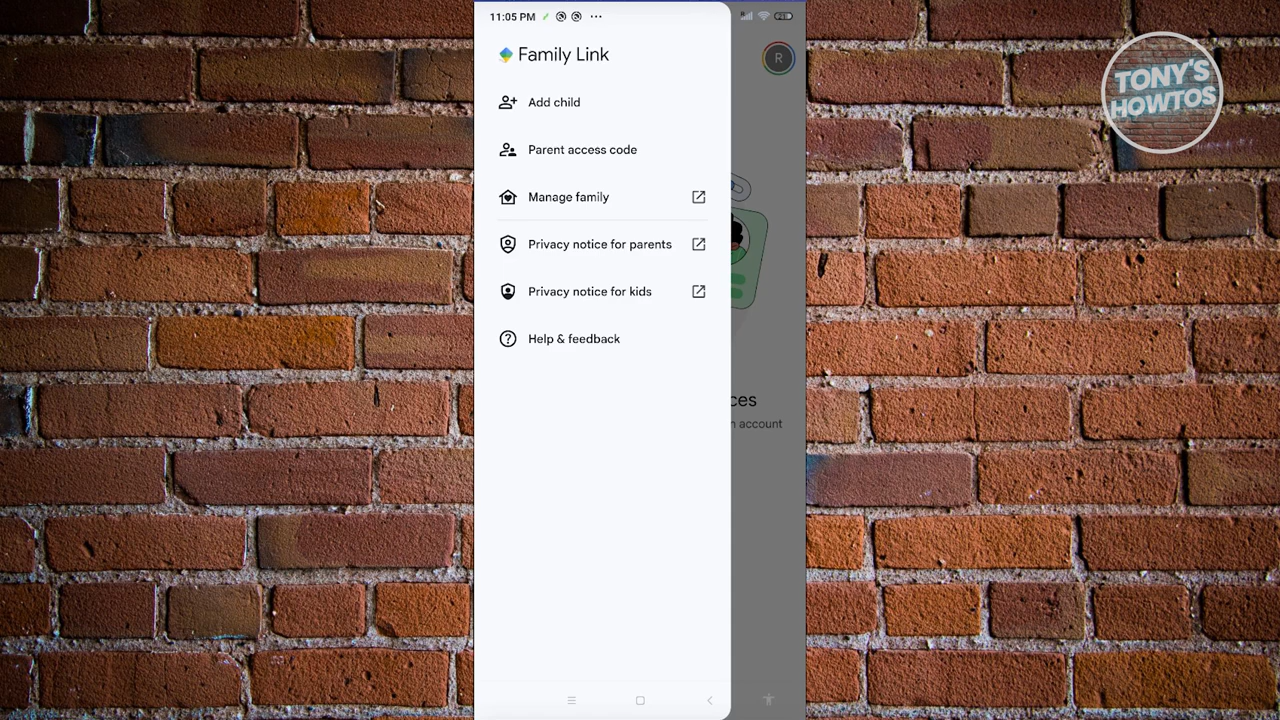 11:05 PM
R
Family Link
Add child
Parent access code
Manage family
Privacy notice for parents
Privacy notice for kids
Help & feedback
ces
account
TONY'S
HOWTOS